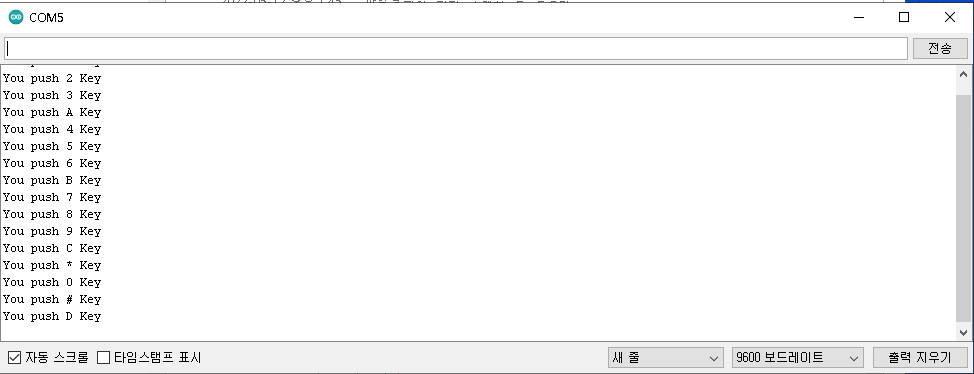 COM5
전송
You push 2 Key
You push 3 Key
You push A Key
You push 4 Key
You push 5 Key
You push 6 Key
You push B Key
You push 7 Key
You push 8 Key
You push 9 Key
You push C Key
You push * Key
You push 0 Key
You push # Key
You push D Key
자동 스크롤 타임스탬프 표시 새 줄 9600 보드레이트 출력 지우기